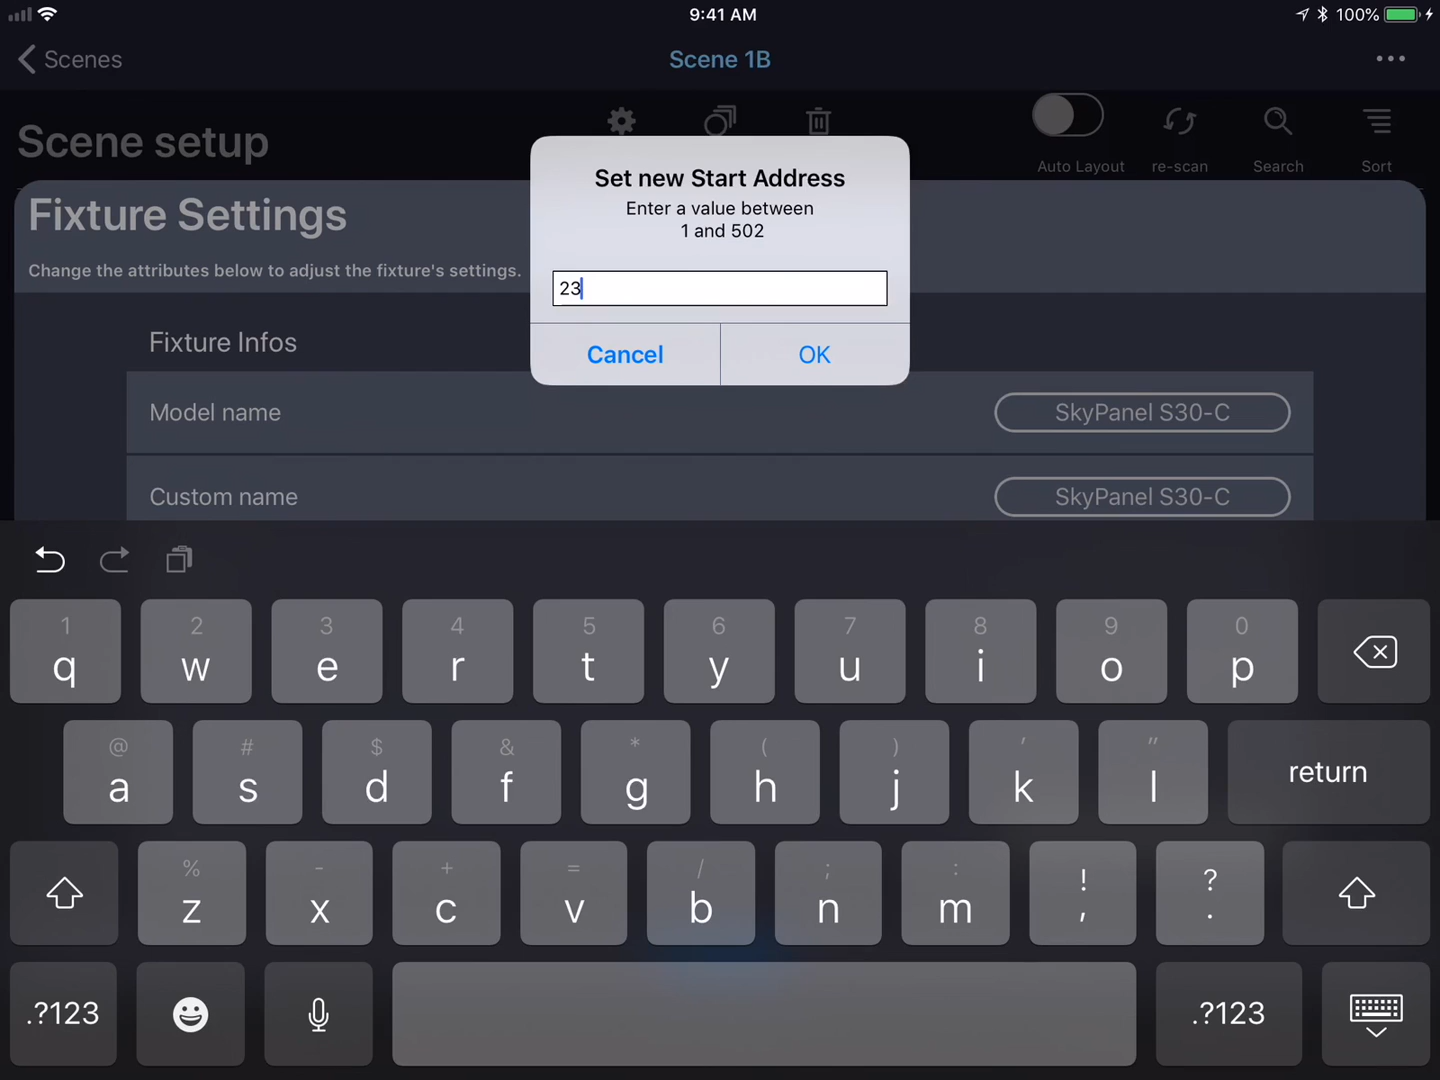 9:41 AM
100%
Scenes
Scene 1B
Scene setup
Auto Layout
re-scan
Search
Sort
Set new Start Address
Enter a value between
1 and 502
23
Cancel
OK
Fixture Settings
Change the attributes below to adjust the fixture's settings.
Fixture Infos
Model name
SkyPanel S30-C
Custom name
SkyPanel S30-C
1 2 3 4 5 6 7 8 9 0
q w e r t y u i o p
@ # $ & * ( ) ' "
a s d f g h j k l return
% - + = / ; : ! ?
z x c v b n m , .
.?123 .?123